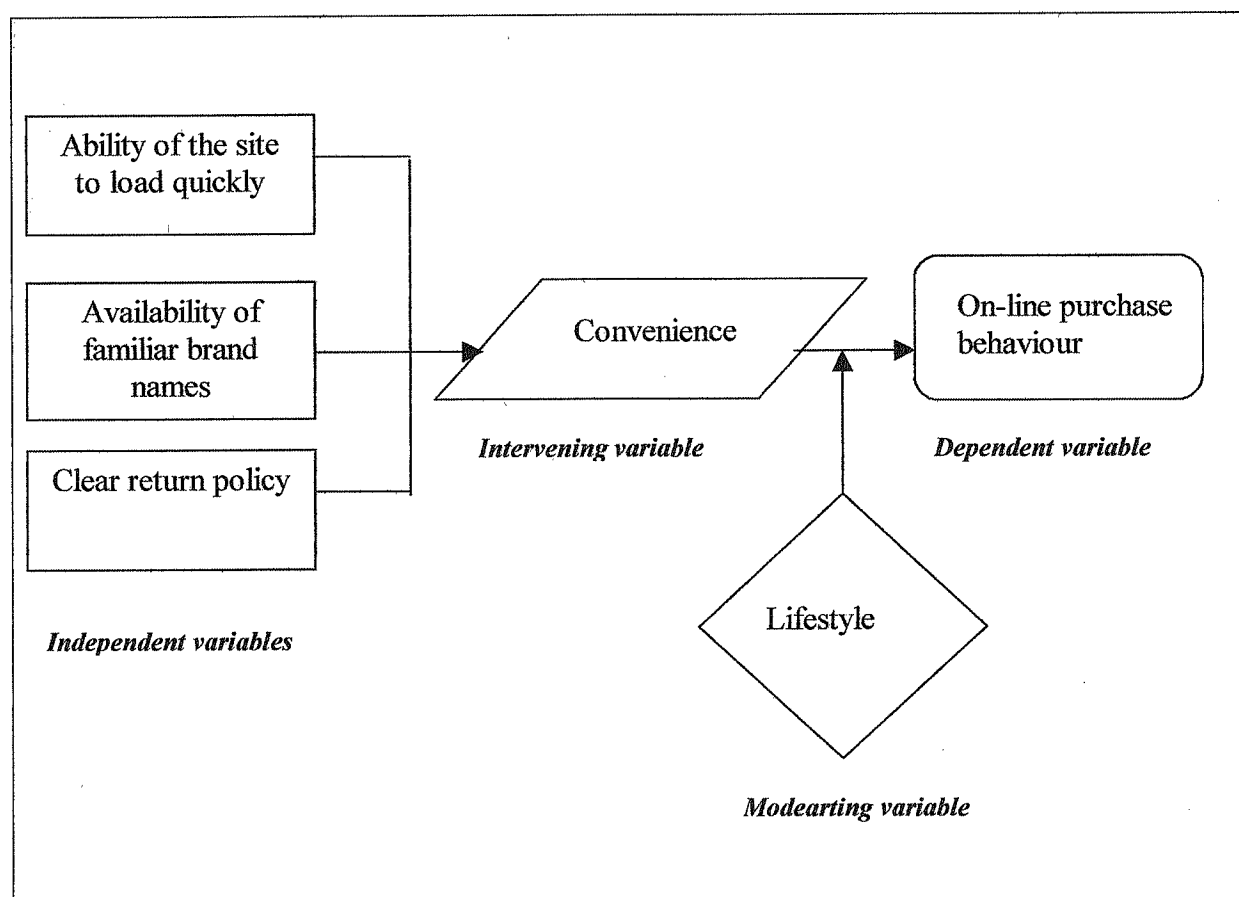 Ability of the site
to load quickly
Availability of
familiar brand
names
Clear return policy
Independent variables
Convenience
Intervening variable
On-line purchase
behaviour
Dependent variable
Lifestyle
Modearting variable